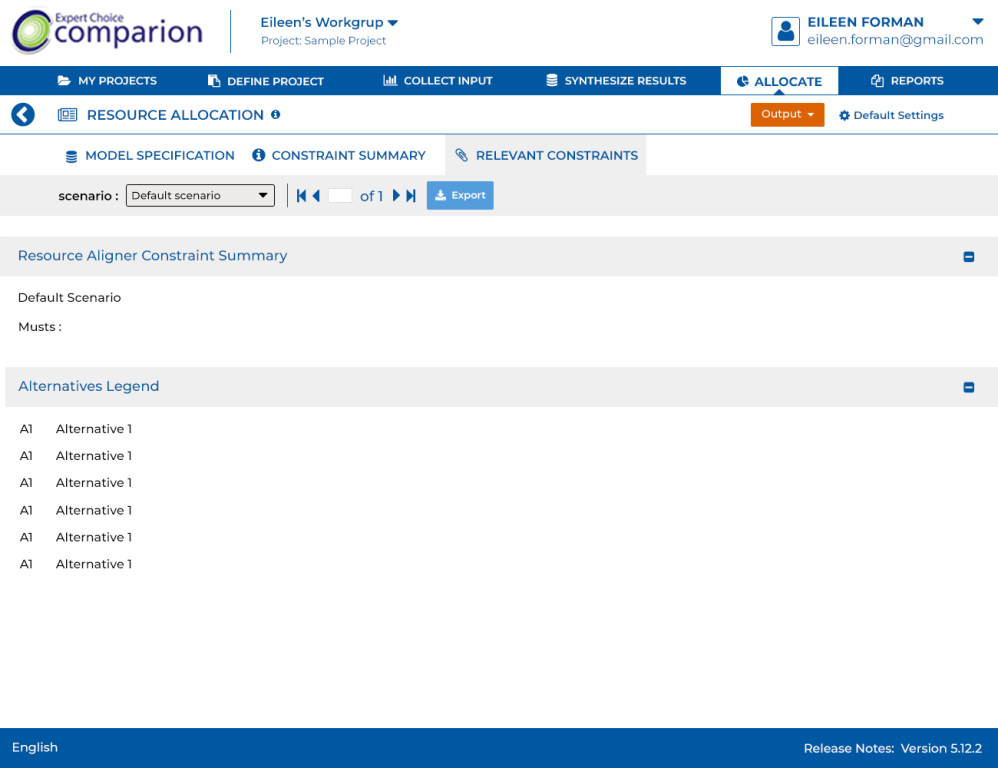 Expert Choice
comparion
Eileen's Workgrup
Project: Sample Project
EILEEN FORMAN
eileen.forman@gmail.com
MY PROJECTS DEFINE PROJECT COLLECT INPUT SYNTHESIZE RESULTS ALLOCATE REPORTS
RESOURCE ALLOCATION Output Default Settings
MODEL SPECIFICATION CONSTRAINT SUMMARY RELEVANT CONSTRAINTS
scenario : Default scenario of 1 Export
Resource Aligner Constraint Summary
Default Scenario
Musts :
Alternatives Legend
A1 Alternative 1
A1 Alternative 1
A1 Alternative 1
A1 Alternative 1
A1 Alternative 1
A1 Alternative 1
English Release Notes: Version 5.12.2